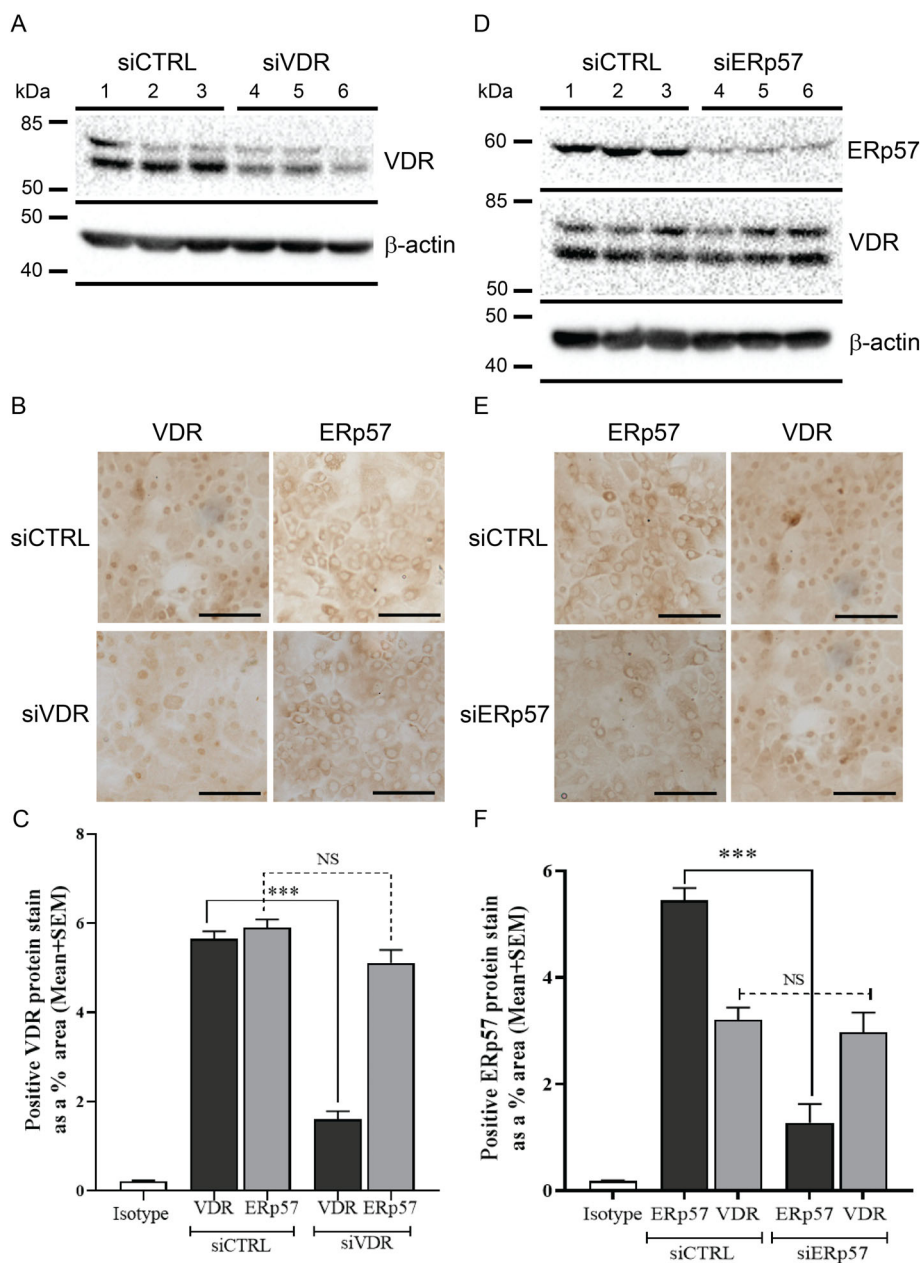 A
siCTRL siVDR
kDa 1 2 3 4 5 6
85
VDR
50
50
β-actin
40
D
siCTRL siERp57
kDa 1 2 3 4 5 6
60
ERp57
85
VDR
50
50
β-actin
40
B
VDR ERp57
siCTRL
siVDR
E
ERp57 VDR
siCTRL
siERp57
C
Positive VDR protein stain
as a % area (Mean+SEM)
8
6
4
2
0
NS
***
Isotype VDR ERp57 VDR ERp57
siCTRL siVDR
F
Positive ERp57 protein stain
as a % area (Mean+SEM)
6
4
2
0
***
NS
Isotype ERp57 VDR ERp57 VDR
siCTRL siERp57